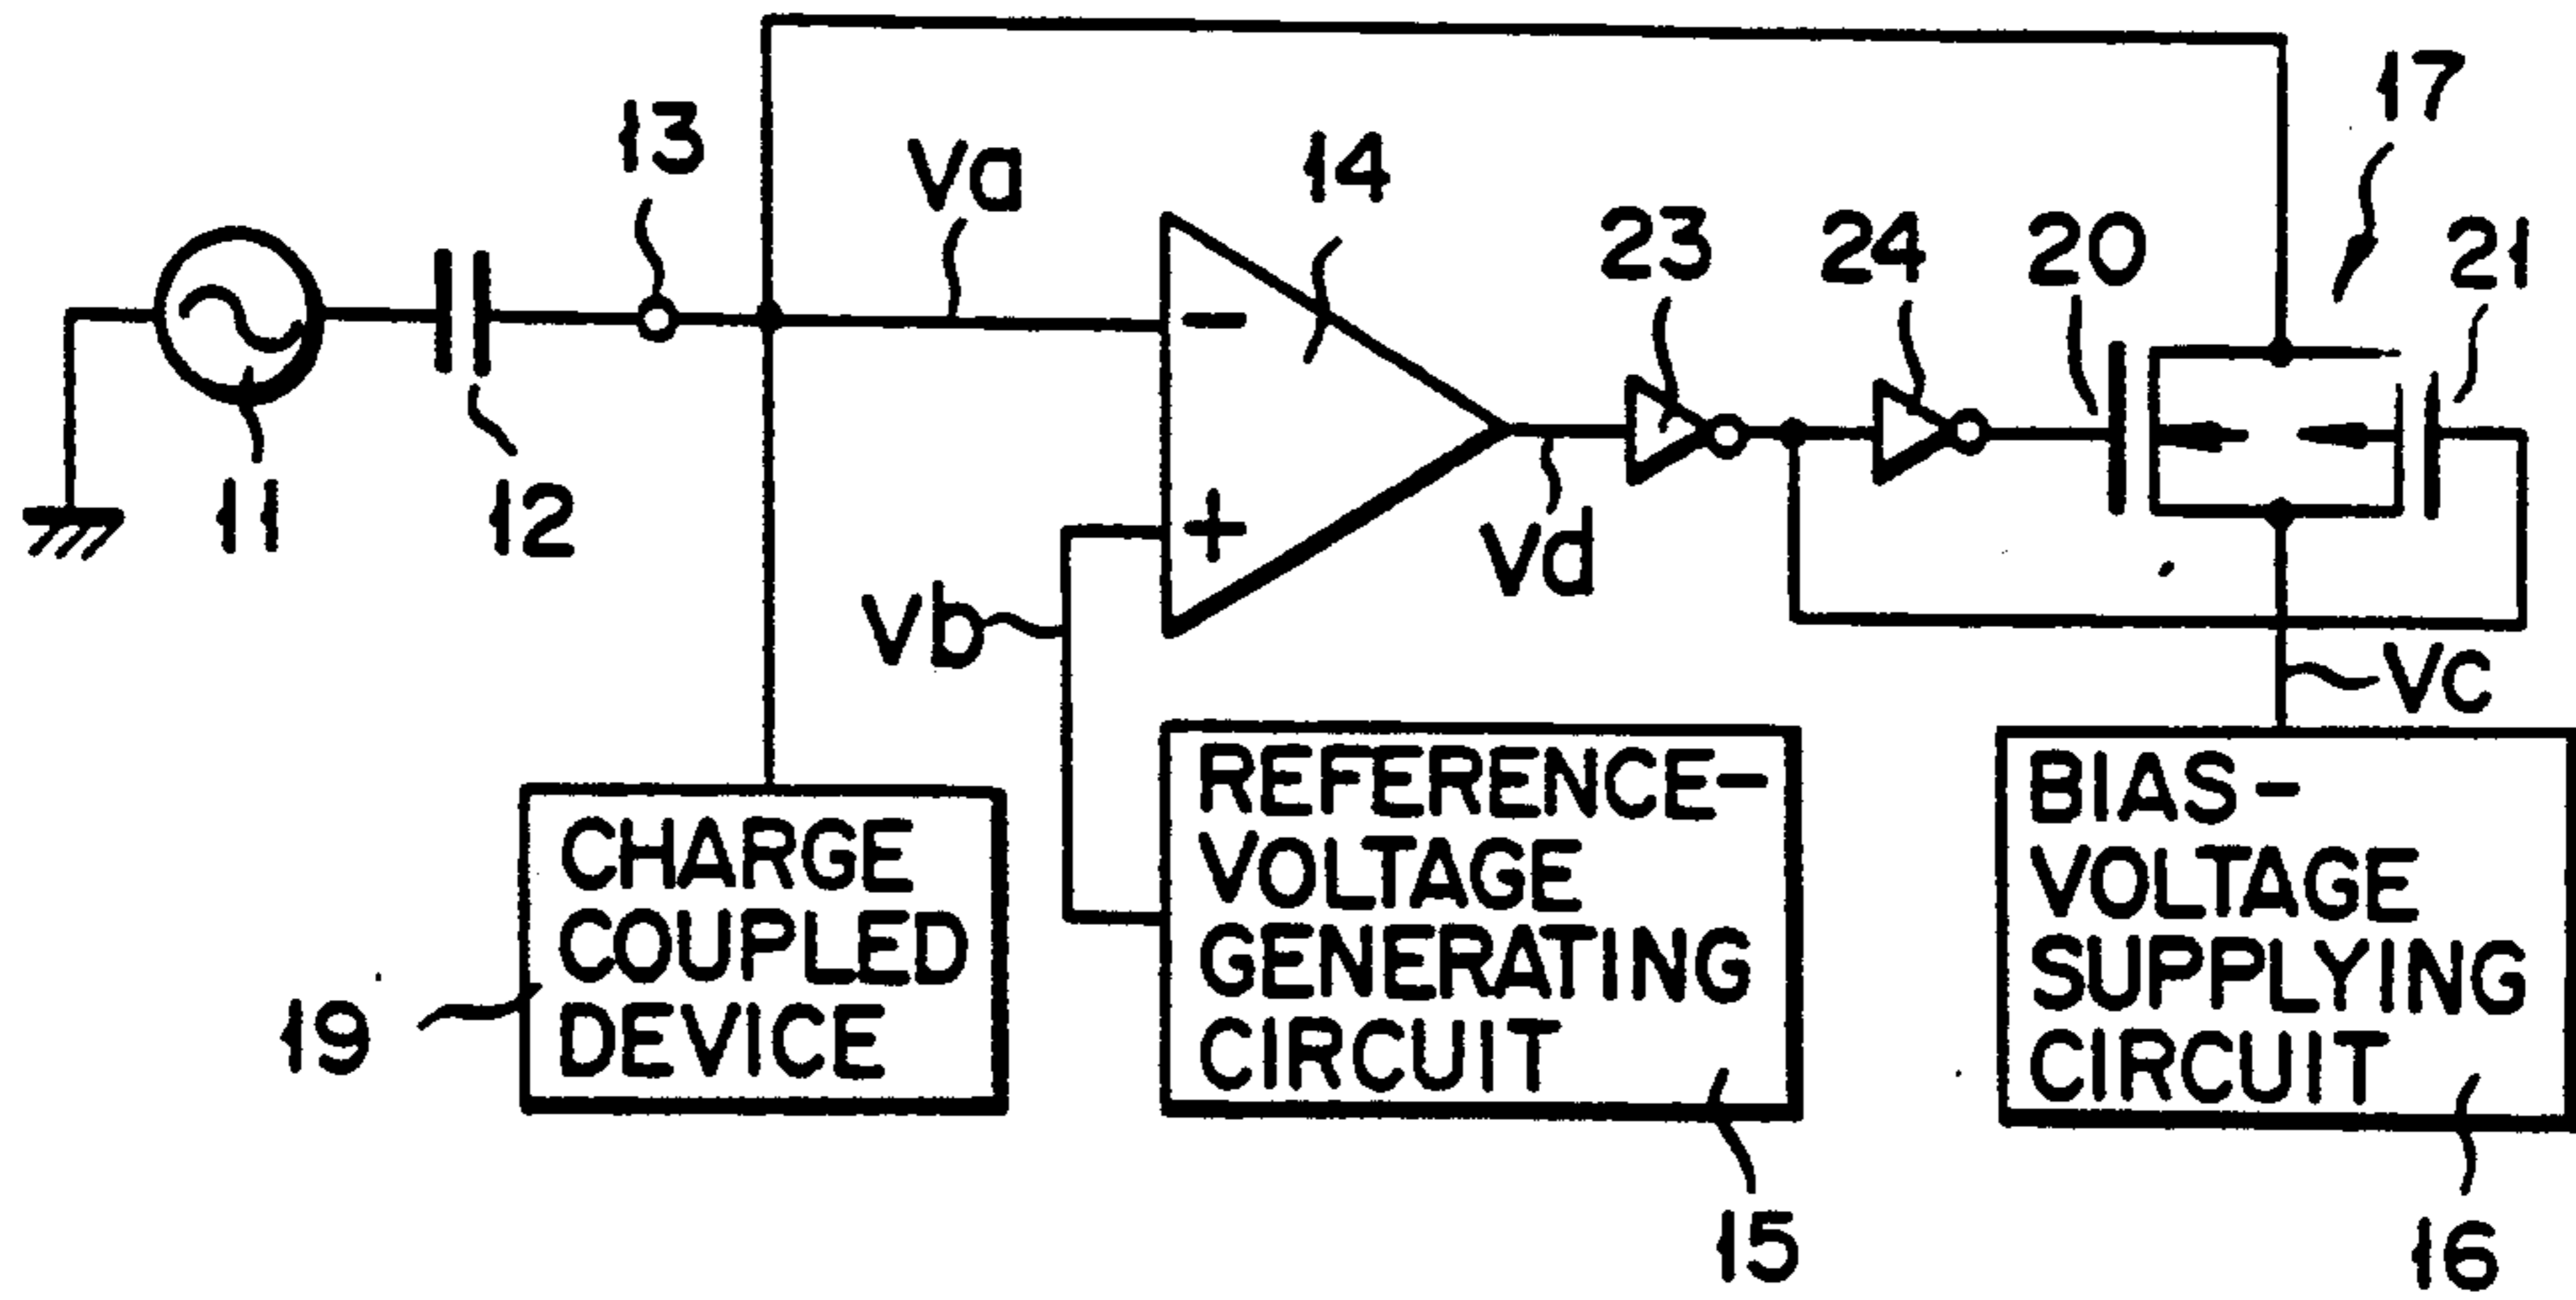 17
13
Va
14
23
24
20
21
-
11
12
+
Vd
Vb
Vc
CHARGE
COUPLED
DEVICE
19
REFERENCE-
VOLTAGE
GENERATING
CIRCUIT
15
BIAS-
VOLTAGE
SUPPLYING
CIRCUIT
16